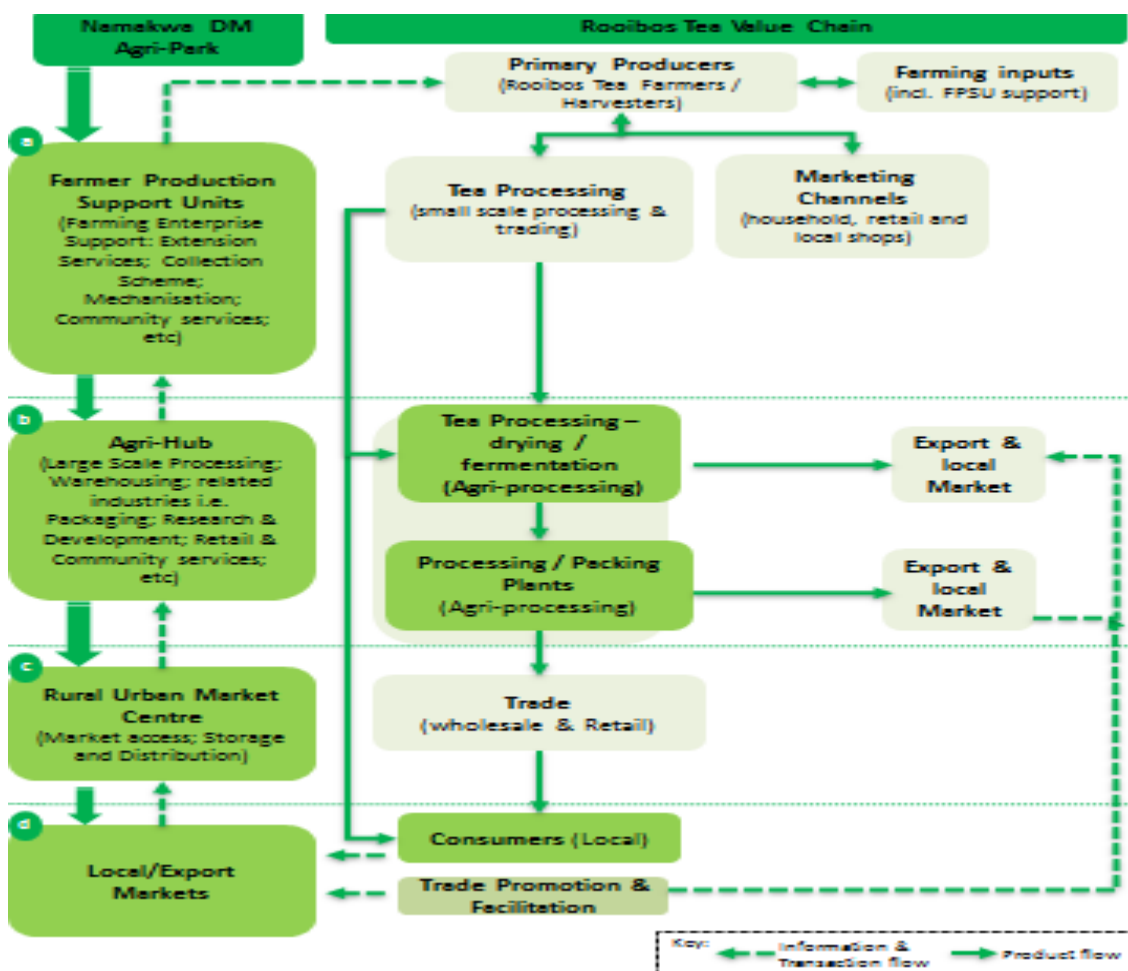 Namakwa DM
Agri-Park
Rooibos Tea Value Chain
Primary Producers
(Rooibos Tea Farmers /
Harvesters)
Farming inputs
(incl. FPSU support)
a
Farmer Production
Support Units
(Farming Enterprise
Support: Extension
Services; Collection
Scheme;
Mechanisation;
Community services;
etc)
Tea Processing
(small scale processing &
trading)
Marketing
Channels
(household, retail and
local shops)
b
Agri-Hub
(Large Scale Processing;
Warehousing; related
industries i.e.
Packaging; Research &
Development; Retail &
Community services;
etc)
Tea Processing –
drying /
fermentation
(Agri-processing)
Export &
local
Market
Processing / Packing
Plants
(Agri-processing)
Export &
local
Market
c
Rural Urban Market
Centre
(Market access; Storage
and Distribution)
Trade
(wholesale & Retail)
d
Local/Export
Markets
Consumers (Local)
Trade Promotion &
Facilitation
Key:
Information &
Transaction flow
Product flow